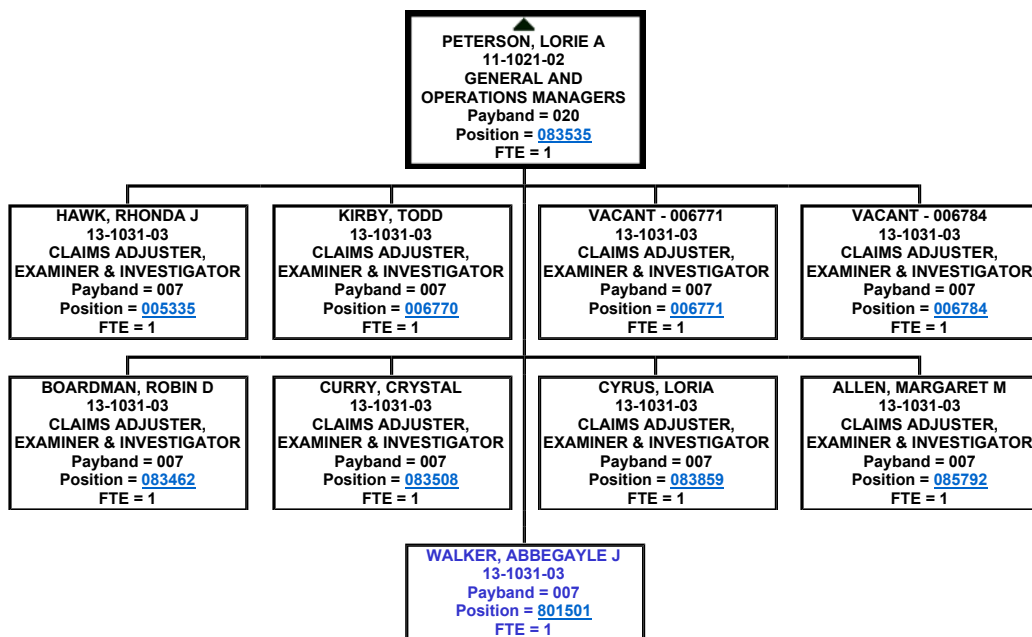 PETERSON, LORIE A
11-1021-02
GENERAL AND
OPERATIONS MANAGERS
Payband = 020
Position = 083535
FTE = 1
HAWK, RHONDA J
13-1031-03
CLAIMS ADJUSTER,
EXAMINER & INVESTIGATOR
Payband = 007
Position = 005335
FTE = 1
KIRBY, TODD
13-1031-03
CLAIMS ADJUSTER,
EXAMINER & INVESTIGATOR
Payband = 007
Position = 006770
FTE = 1
VACANT - 006771
13-1031-03
CLAIMS ADJUSTER,
EXAMINER & INVESTIGATOR
Payband = 007
Position = 006771
FTE = 1
VACANT - 006784
13-1031-03
CLAIMS ADJUSTER,
EXAMINER & INVESTIGATOR
Payband = 007
Position = 006784
FTE = 1
BOARDMAN, ROBIN D
13-1031-03
CLAIMS ADJUSTER,
EXAMINER & INVESTIGATOR
Payband = 007
Position = 083462
FTE = 1
CURRY, CRYSTAL
13-1031-03
CLAIMS ADJUSTER,
EXAMINER & INVESTIGATOR
Payband = 007
Position = 083508
FTE = 1
CYRUS, LORIA
13-1031-03
CLAIMS ADJUSTER,
EXAMINER & INVESTIGATOR
Payband = 007
Position = 083859
FTE = 1
ALLEN, MARGARET M
13-1031-03
CLAIMS ADJUSTER,
EXAMINER & INVESTIGATOR
Payband = 007
Position = 085792
FTE = 1
WALKER, ABBEGAYLE J
13-1031-03
Payband = 007
Position = 801501
FTE = 1